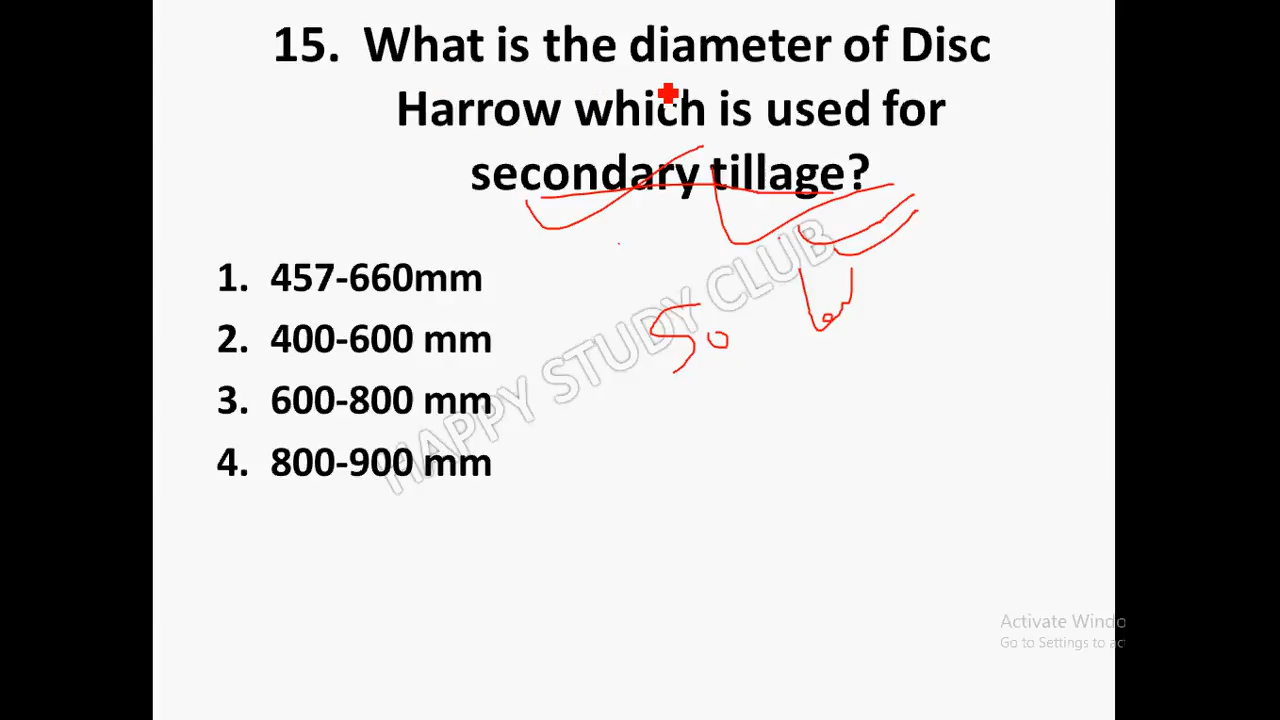 15. What is the diameter of Disc
Harrow which is used for
secondary tillage?
1. 457-660mm
2. 400-600 mm
3. 600-800 mm
4. 800-900 mm
50
HAPPY STUDY CLUB
Activate Windo
Go to Settings to act